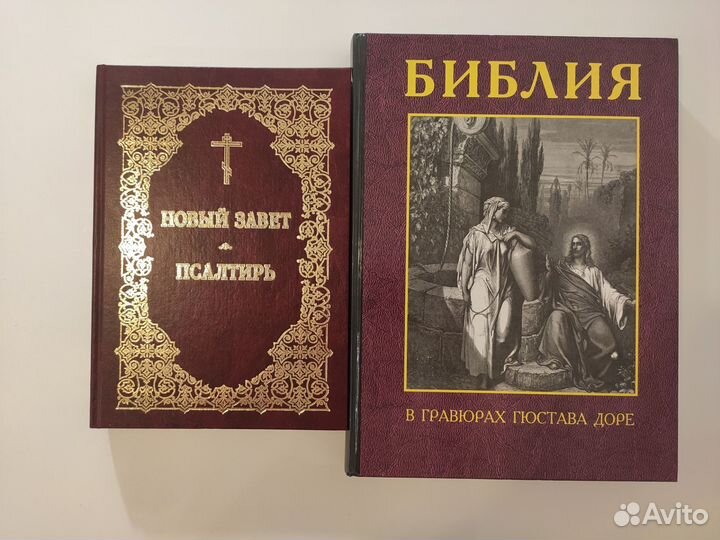 НОВЫЙ ЗАВЕТ
ПСАЛТИРЬ
БИБЛИЯ
В ГРАВЮРАХ ГЮСТАВА ДОРЕ
Avito